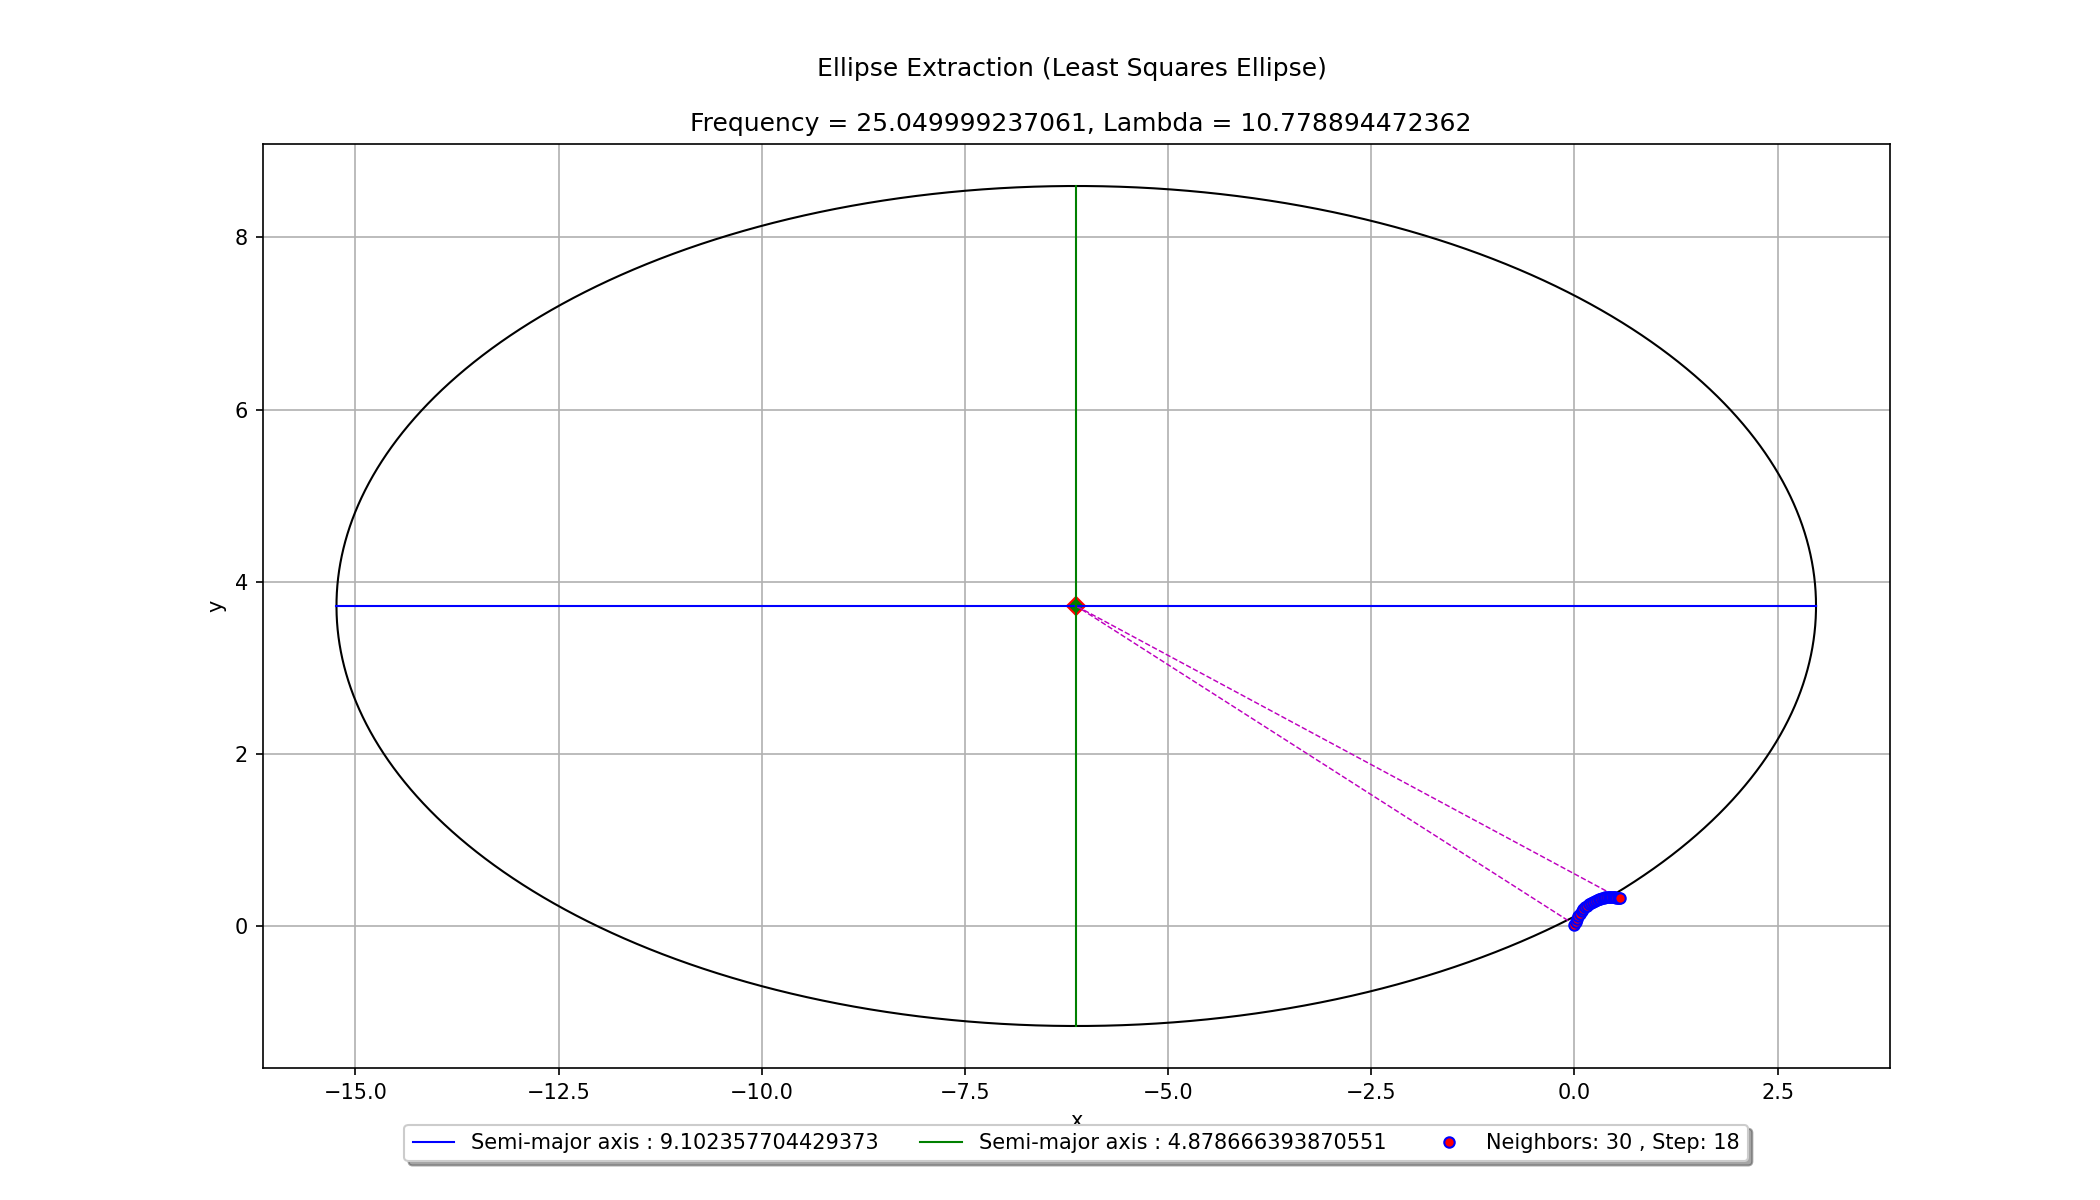 Ellipse Extraction (Least Squares Ellipse)
Frequency = 25.049999237061, Lambda = 10.778894472362
8
6
4
2
0
y
−15.0 −12.5 −10.0 −7.5 −5.0 −2.5 0.0 2.5
x
Semi-major axis : 9.102357704429373 Semi-major axis : 4.878666393870551 Neighbors: 30 , Step: 18